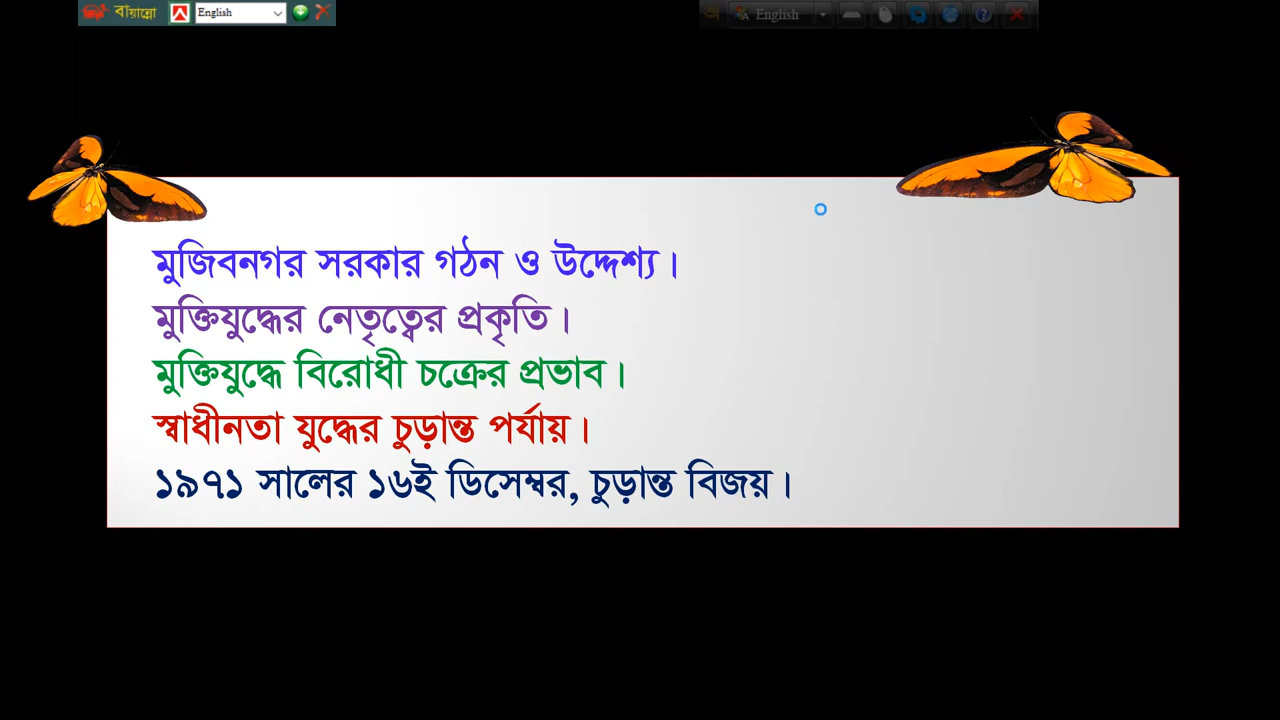 বাঁয়ান্নো English
অ English
মুজিবনগর সরকার গঠন ও উদ্দেশ্য।
মুক্তিযুদ্ধের নেতৃত্বের প্রকৃতি।
মুক্তিযুদ্ধে বিরোধী চক্রের প্রভাব।
স্বাধীনতা যুদ্ধের চুড়ান্ত পর্যায়।
১৯৭১ সালের ১৬ই ডিসেম্বর, চুড়ান্ত বিজয়।